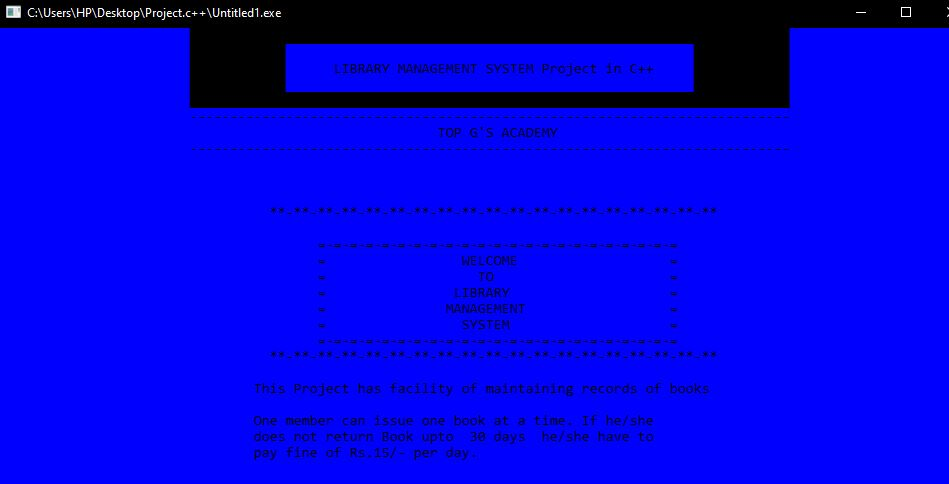 C:\Users\HP\Desktop\Project.c++\Untitled1.exe
LIBRARY MANAGEMENT SYSTEM Project in C++
---------------------------------------------------------------------------
TOP G'S ACADEMY
---------------------------------------------------------------------------
**-**-**-**-**-**-**-**-**-**-**-**-**-**-**-**-**-**-**
=-=-=-=-=-=-=-=-=-=-=-=-=-=-=-=-=-=-=-=-=-=-=
= WELCOME =
= TO =
= LIBRARY =
= MANAGEMENT =
= SYSTEM =
=-=-=-=-=-=-=-=-=-=-=-=-=-=-=-=-=-=-=-=-=-=-=
**-**-**-**-**-**-**-**-**-**-**-**-**-**-**-**-**-**-**
This Project has facility of maintaining records of books
One member can issue one book at a time. If he/she
does not return Book upto  30 days  he/she have to
pay fine of Rs.15/- per day.